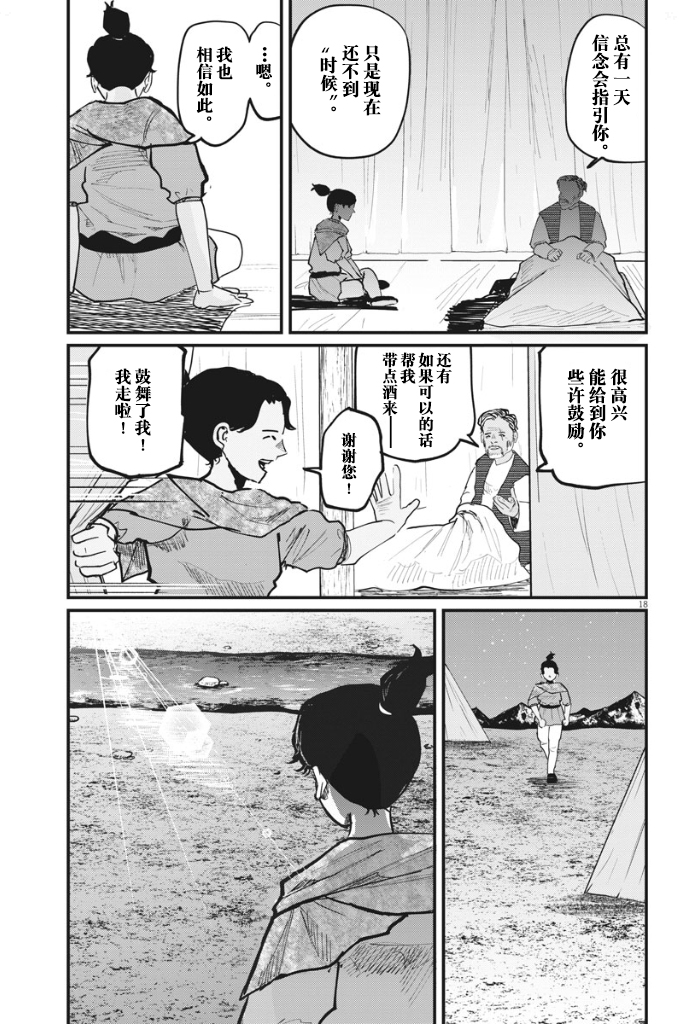 总有一天
信念会指引你。
只是现在
还不到
“时候”。
…嗯。
我也
相信如此。
很高兴
能给到你
些许鼓励。
还有
如果可以的话
帮我
带点酒来——
谢谢您！
鼓舞了我！
我走啦！
18